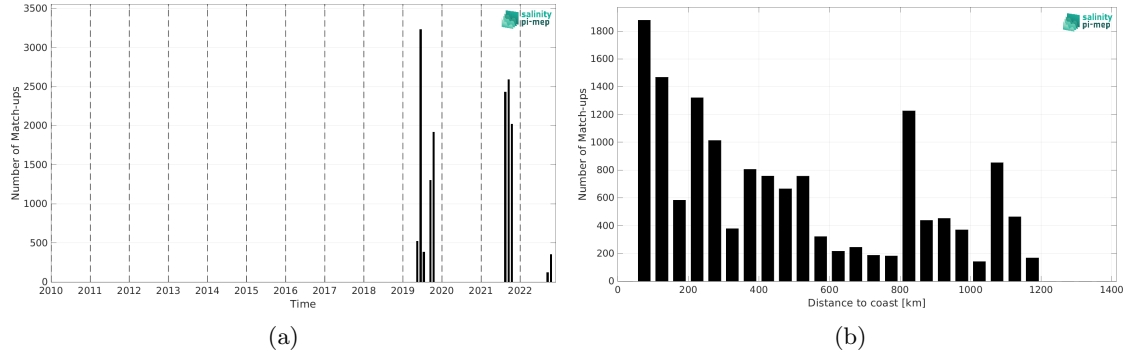 3500
3000
2500
2000
1500
1000
500
0
Number of Match-ups
2010 2011 2012 2013 2014 2015 2016 2017 2018 2019 2020 2021 2022
Time
salinity
pi-mep
(a)
1800
1600
1400
1200
1000
800
600
400
200
0
Number of Match-ups
0 200 400 600 800 1000 1200 1400
Distance to coast [km]
salinity
pi-mep
(b)